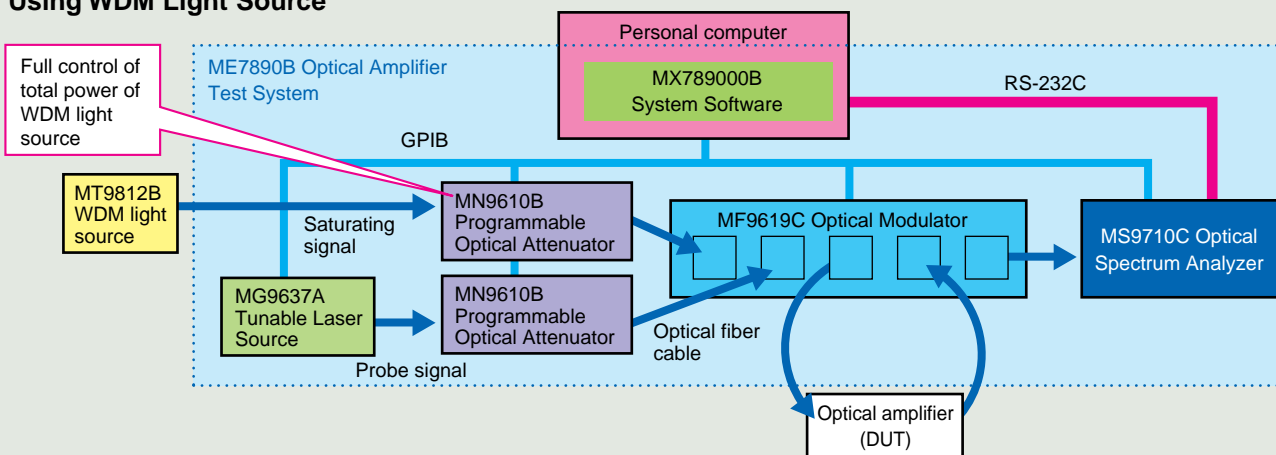 Using WDM Light Source
Personal computer
MX789000B
System Software
Full control of
total power of
WDM light
source
ME7890B Optical Amplifier
Test System
RS-232C
GPIB
MT9812B
WDM light
source
Saturating
signal
MN9610B
Programmable
Optical Attenuator
MF9619C Optical Modulator
MS9710C Optical
Spectrum Analyzer
MG9637A
Tunable Laser
Source
MN9610B
Programmable
Optical Attenuator
Optical fiber
cable
Probe signal
Optical amplifier
(DUT)